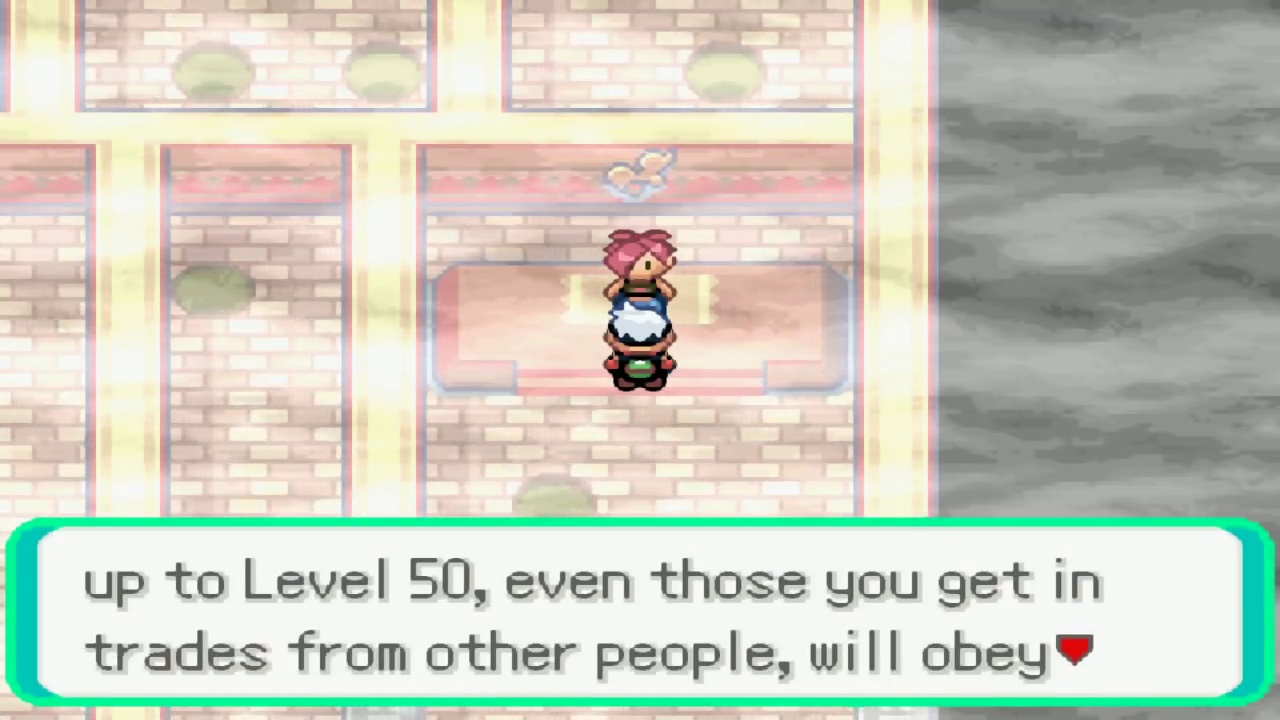 up to Level 50, even those you get in
trades from other people, will obey